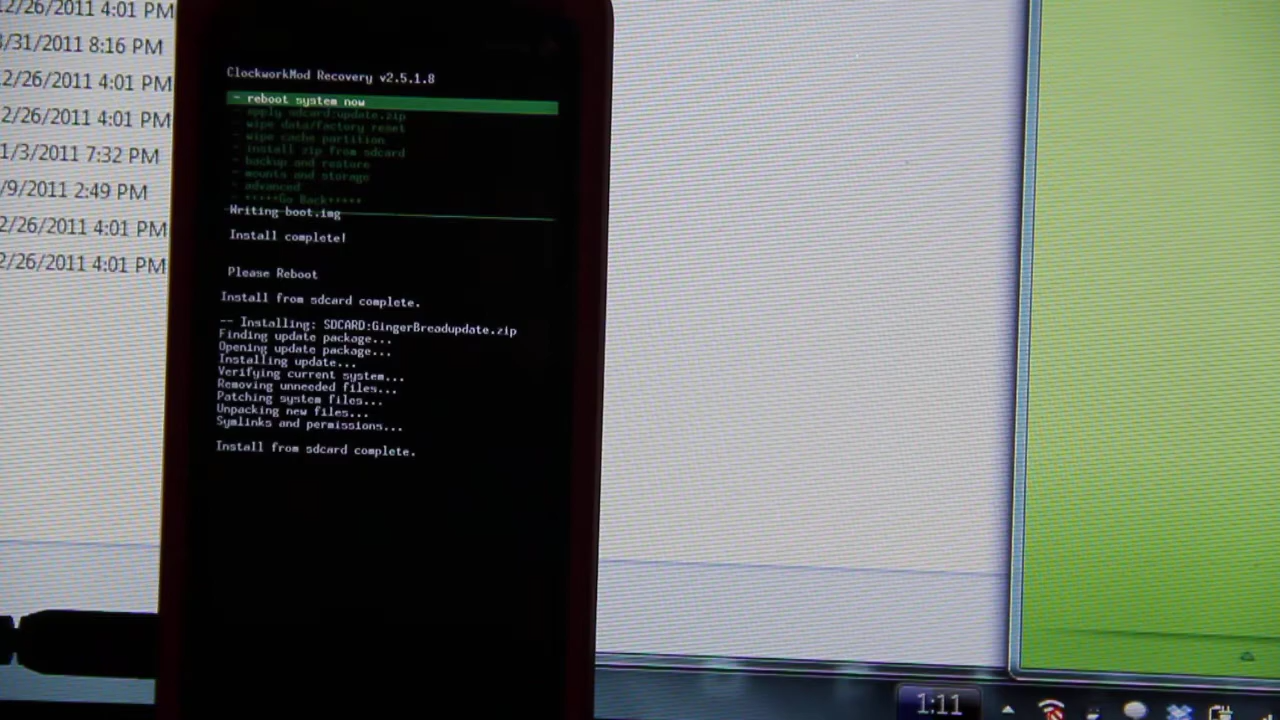 12/26/2011 4:01 PM
/31/2011 8:16 PM
2/26/2011 4:01 PM
2/26/2011 4:01 PM
1/3/2011 7:32 PM
/9/2011 2:49 PM
2/26/2011 4:01 PM
2/26/2011 4:01 PM
ClockworkMod Recovery v2.5.1.8
- reboot system now
- apply sdcard:update.zip
- wipe data/factory reset
- wipe cache partition
- install zip from sdcard
- backup and restore
- mounts and storage
- advanced
- *****Go Back*****
Writing boot.img
Install complete!
Please Reboot
Install from sdcard complete.
-- Installing: SDCARD:GingerBreadupdate.zip
Finding update package...
Opening update package...
Installing update...
Verifying current system...
Removing unneeded files...
Patching system files...
Unpacking new files...
Symlinks and permissions...
Install from sdcard complete.
1:11